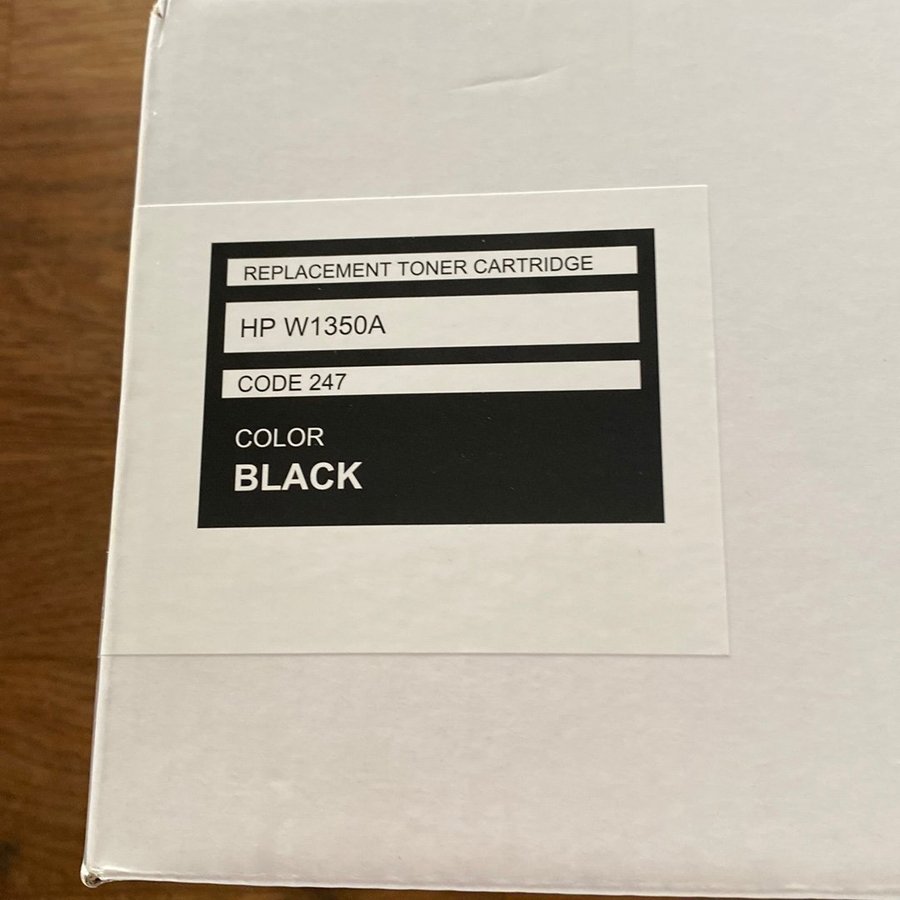 REPLACEMENT TONER CARTRIDGE
HP W1350A
CODE 247
COLOR
BLACK